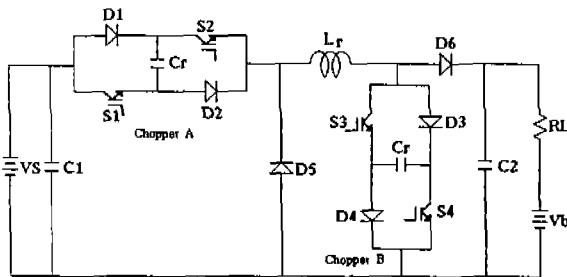 D1
S2
Cr
S1
D2
Chopper A
VS
C1
Lr
D5
D6
S3
D3
Cr
D4
S4
Chopper B
C2
RL
Vb